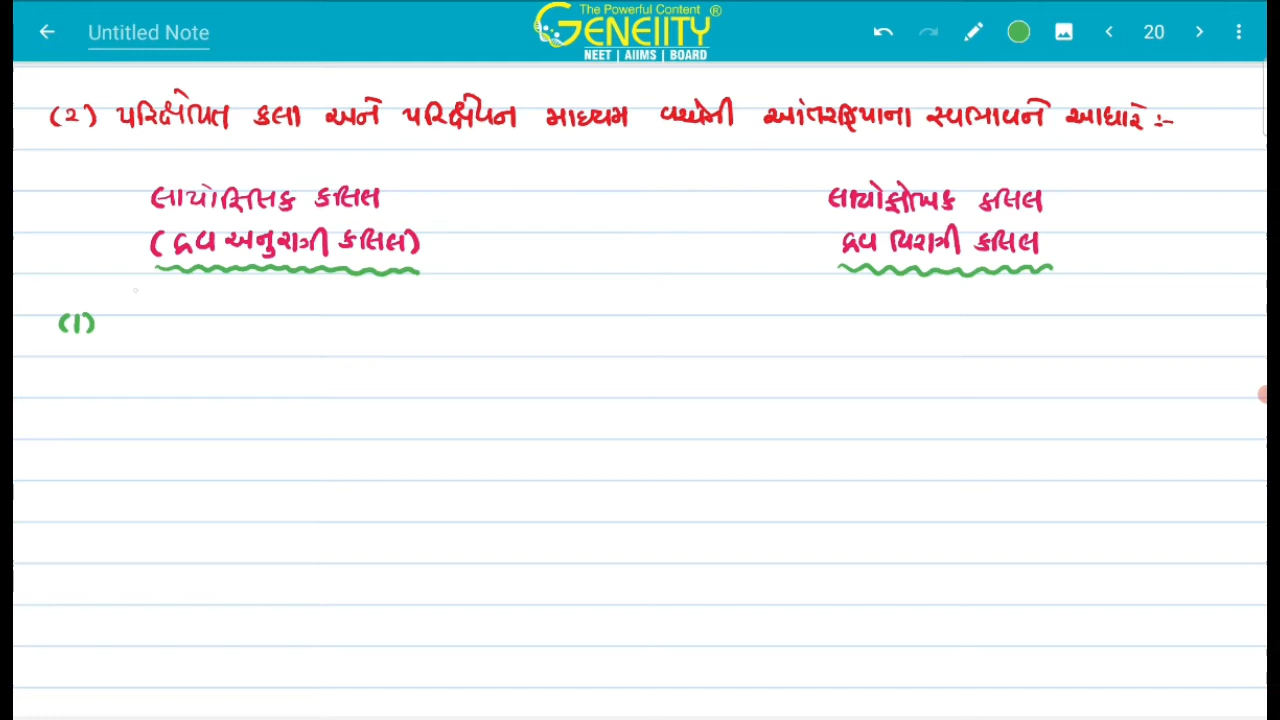 Untitled Note
The Powerful Content
GENEIITY ®
NEET | AIIMS | BOARD
20
(૨) પરિક્ષેપિત કલા અને પરિક્ષેપન માધ્યમ વચ્ચેની આંતરક્રિયાના સ્વભાવને આધારે :-
લાયોફિલિક કલિલ
લાયોફોબિક કલિલ
(દ્રવ અનુરાગી કલિલ)
દ્રવ વિરાગી કલિલ
(1)